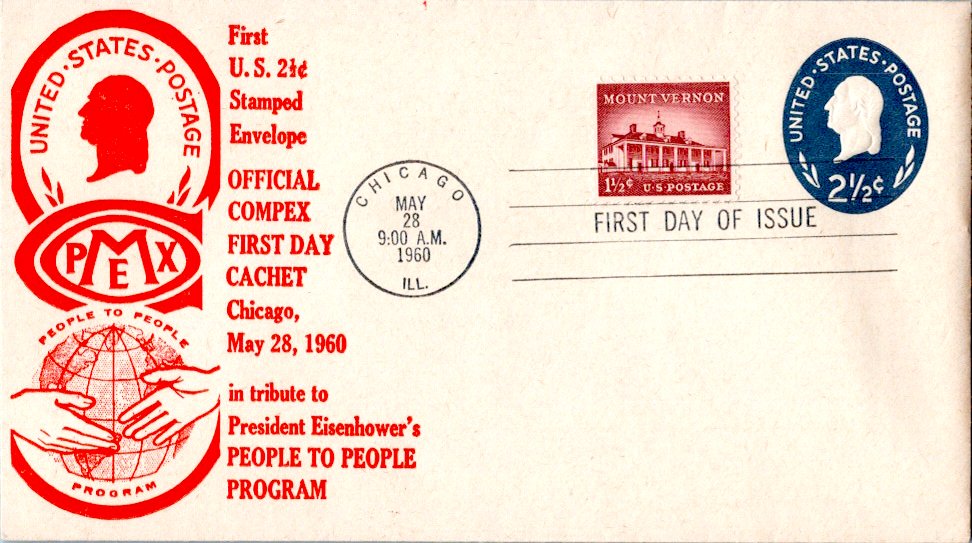 UNITED·STATES·POSTAGE
COMPEX
PEOPLE TO PEOPLE
PROGRAM
First
U.S. 2½¢
Stamped
Envelope
OFFICIAL
COMPEX
FIRST DAY
CACHET
Chicago,
May 28, 1960
in tribute to
President Eisenhower's
PEOPLE TO PEOPLE
PROGRAM
CHICAGO
MAY
28
9:00 A.M.
1960
ILL.
MOUNT VERNON
1½¢ U·S·POSTAGE
UNITED·STATES·POSTAGE
2½¢
FIRST DAY OF ISSUE